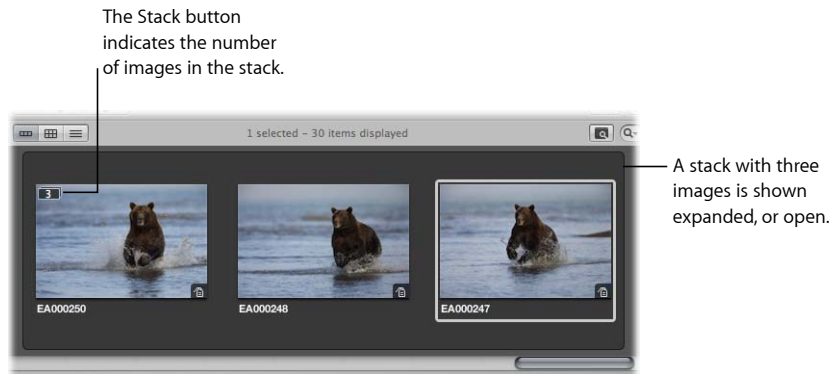 The Stack button
indicates the number
of images in the stack.
1 selected – 30 items displayed
A stack with three
images is shown
expanded, or open.
3
EA000250
EA000248
EA000247